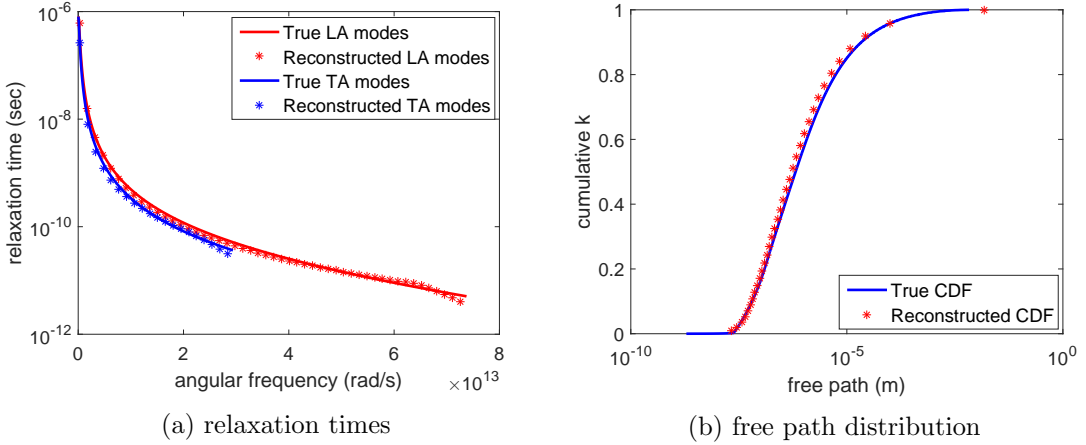 relaxation time (sec)
10^-6
10^-8
10^-10
10^-12
True LA modes
Reconstructed LA modes
True TA modes
Reconstructed TA modes
0 2 4 6 8
×10^13
angular frequency (rad/s)
(a) relaxation times
cumulative k
1
0.8
0.6
0.4
0.2
0
True CDF
Reconstructed CDF
10^-10 10^-5 10^0
free path (m)
(b) free path distribution